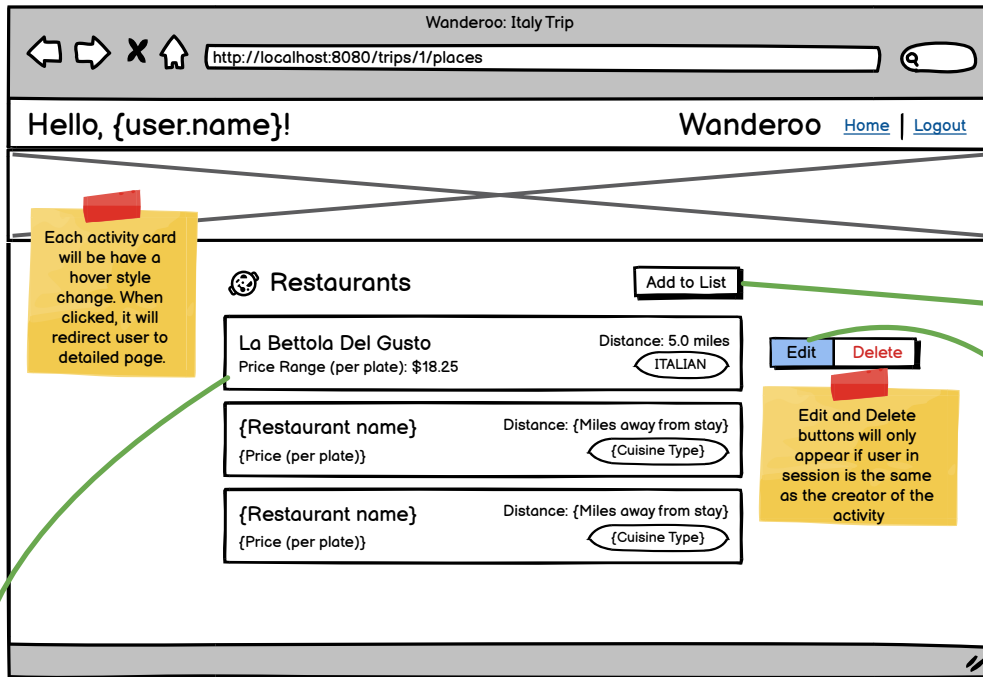 Wanderoo: Italy Trip
http://localhost:8080/trips/1/places
Hello, {user.name}!
Wanderoo
Home
Logout
Each activity card
will be have a
hover style
change. When
clicked, it will
redirect user to
detailed page.
Restaurants
Add to List
La Bettola Del Gusto
Distance: 5.0 miles
Price Range (per plate): $18.25
ITALIAN
Edit
Delete
{Restaurant name}
Distance: {Miles away from stay}
{Price (per plate)}
{Cuisine Type}
Edit and Delete
buttons will only
appear if user in
session is the same
as the creator of the
activity
{Restaurant name}
Distance: {Miles away from stay}
{Price (per plate)}
{Cuisine Type}